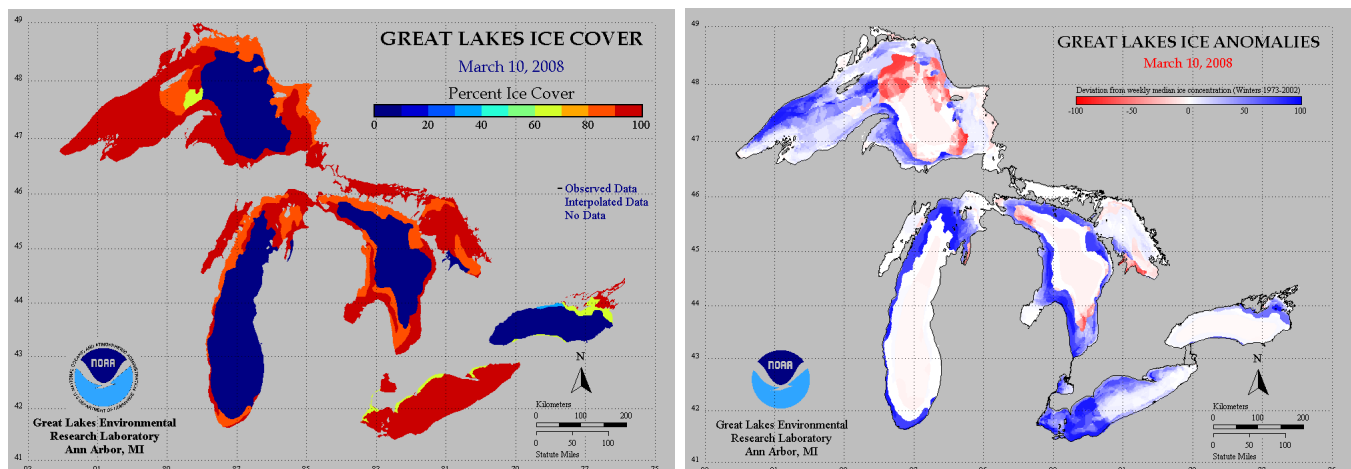 GREAT LAKES ICE COVER
March 10, 2008
Percent Ice Cover
0 20 40 60 80 100
49
48
47
46
45
44
43
42
41
Observed Data
Interpolated Data
No Data
NOAA
Great Lakes Environmental
Research Laboratory
Ann Arbor, MI
N
Kilometers
0 100 200
0 50 100
Statute Miles
GREAT LAKES ICE ANOMALIES
March 10, 2008
Deviation from weekly median ice concentration (Winters 1973-2002)
-100 -50 0 50 100
49
48
47
46
45
44
43
42
41
NOAA
Great Lakes Environmental
Research Laboratory
Ann Arbor, MI
N
Kilometers
0 100 200
0 50 100
Statute Miles